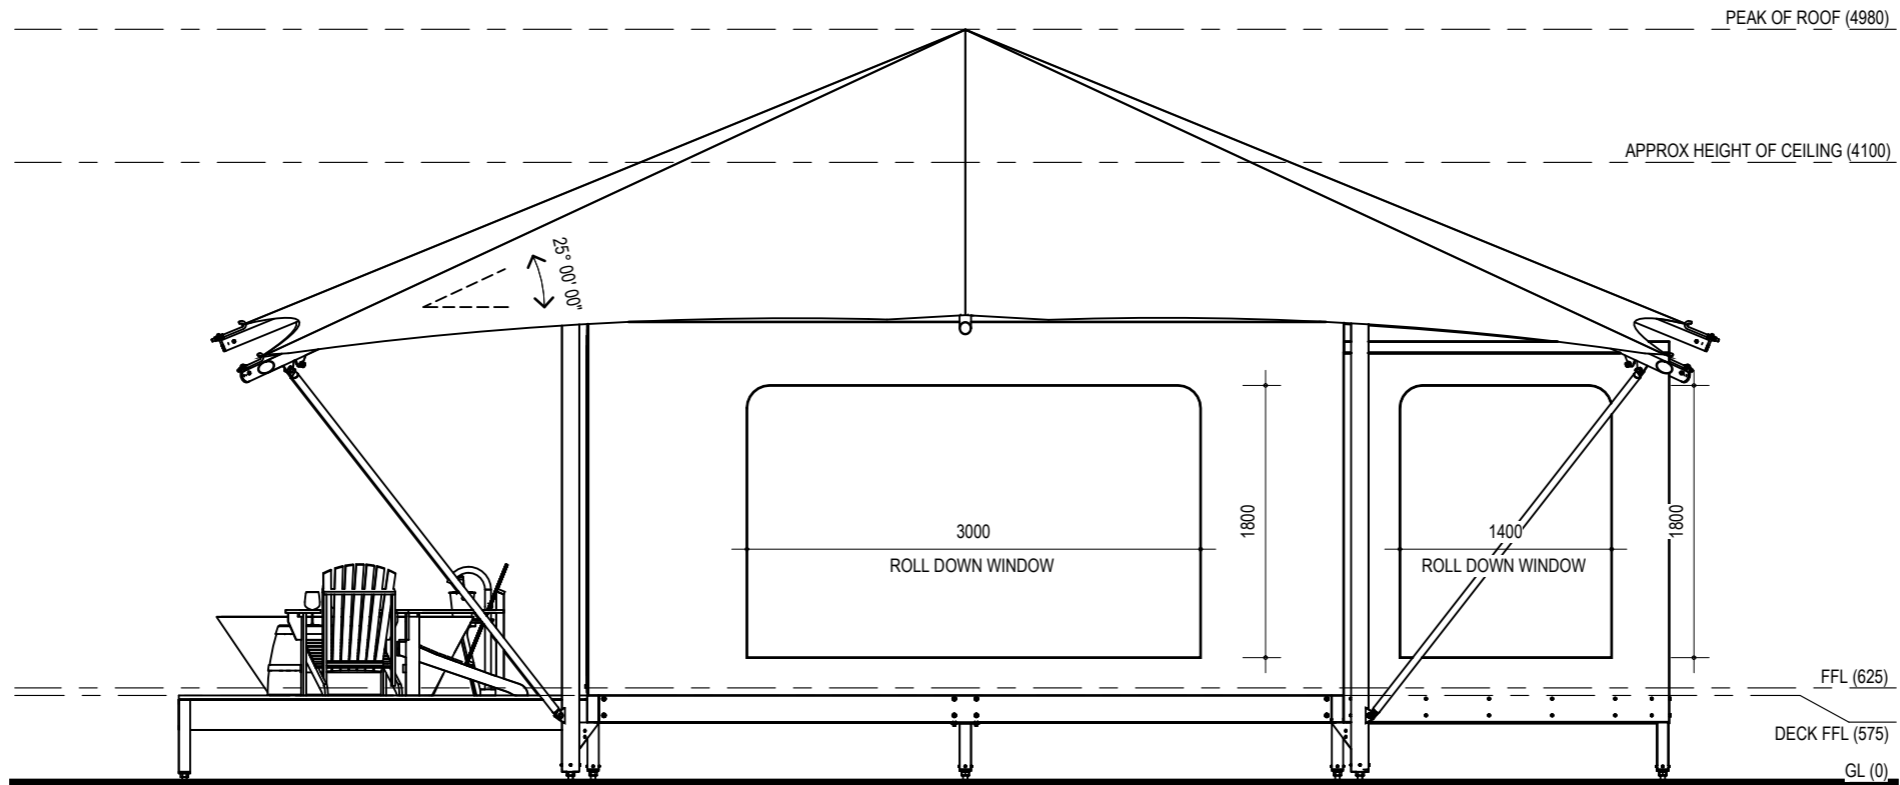 PEAK OF ROOF (4980)
APPROX HEIGHT OF CEILING (4100)
25° 00' 00"
3000
ROLL DOWN WINDOW
1800
1400
ROLL DOWN WINDOW
1800
FFL (625)
DECK FFL (575)
GL (0)